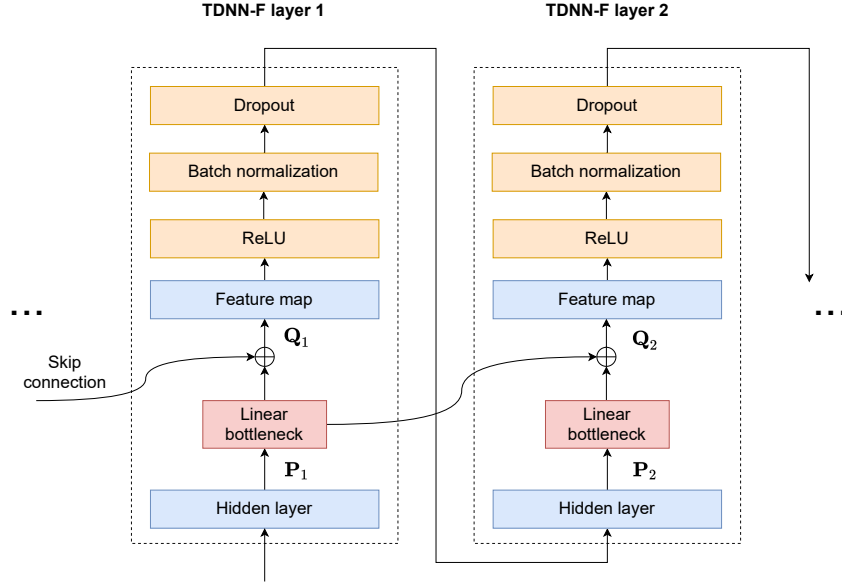 TDNN-F layer 1
TDNN-F layer 2
Dropout
Dropout
Batch normalization
Batch normalization
ReLU
ReLU
Feature map
Feature map
...
...
Q1
Q2
Skip
connection
Linear
bottleneck
Linear
bottleneck
P1
P2
Hidden layer
Hidden layer